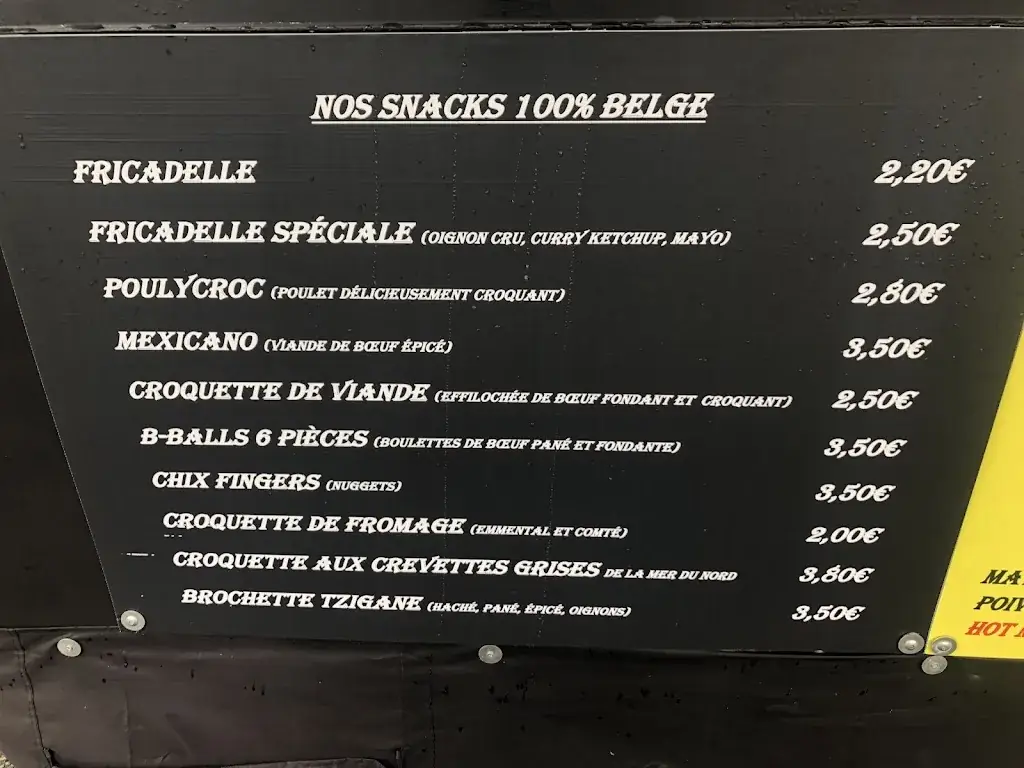 NOS SNACKS 100% BELGE
FRICADELLE 2,20€
FRICADELLE SPÉCIALE (OIGNON CRU, CURRY KETCHUP, MAYO) 2,50€
POULYCROC (POULET DÉLICIEUSEMENT CROQUANT) 2,80€
MEXICANO (VIANDE DE BŒUF ÉPICÉ) 3,50€
CROQUETTE DE VIANDE (EFFILOCHÉE DE BŒUF FONDANT ET CROQUANT) 2,50€
B-BALLS 6 PIÈCES (BOULETTES DE BŒUF PANÉ ET FONDANTE) 3,50€
CHIX FINGERS (NUGGETS) 3,50€
CROQUETTE DE FROMAGE (EMMENTAL ET COMTÉ) 2,00€
CROQUETTE AUX CREVETTES GRISES DE LA MER DU NORD 3,80€
BROCHETTE TZIGANE (HACHÉ, PANÉ, ÉPICÉ, OIGNONS) 3,50€
HOT